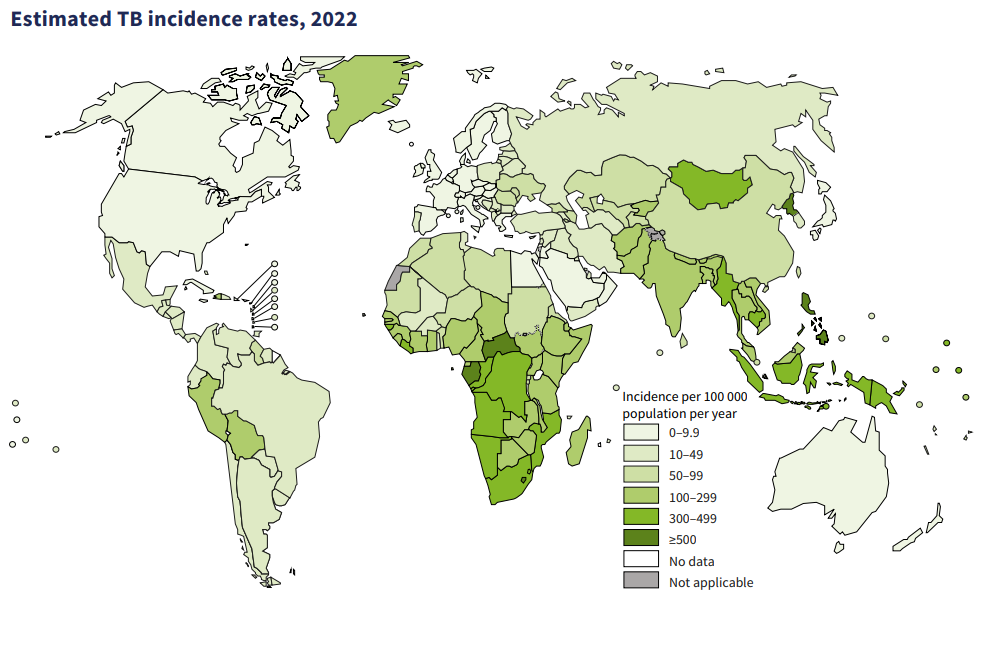 Estimated TB incidence rates, 2022
Incidence per 100 000
population per year
0–9.9
10–49
50–99
100–299
300–499
≥500
No data
Not applicable